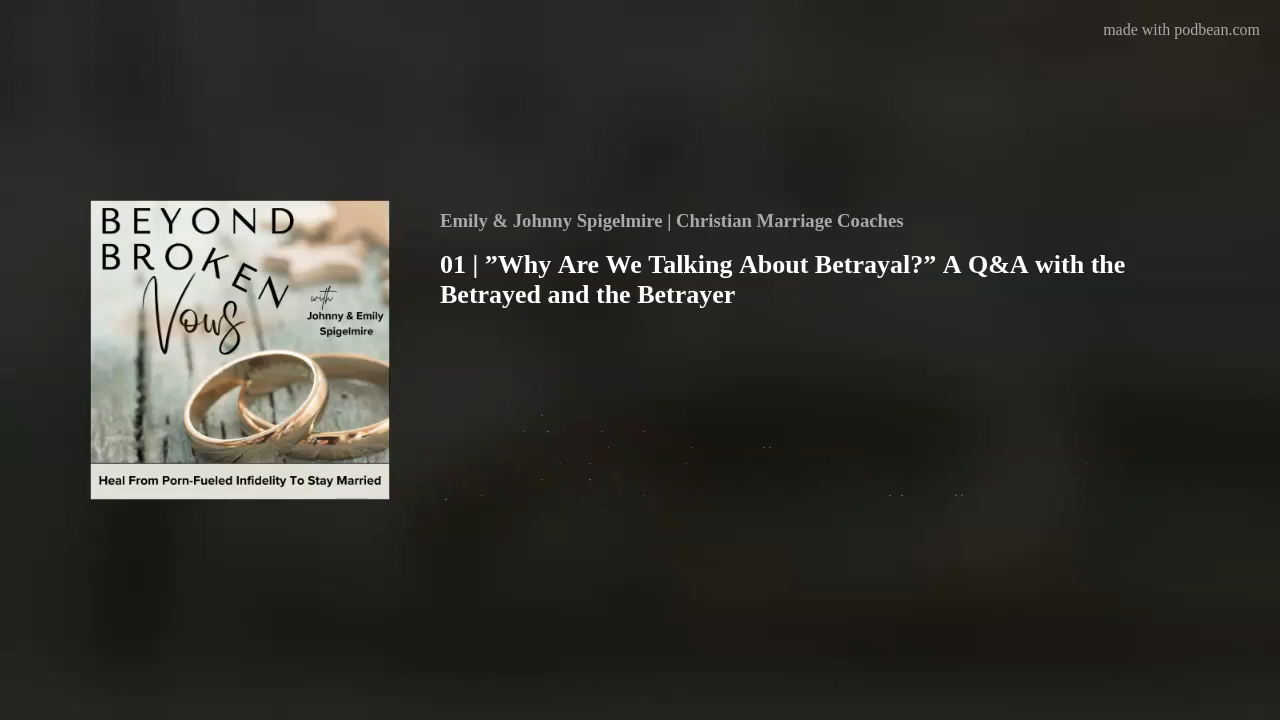 made with podbean.com
BEYOND
BROKEN
Vows
with
Johnny & Emily
Spigelmire
Heal From Porn-Fueled Infidelity To Stay Married
Emily & Johnny Spigelmire | Christian Marriage Coaches
01 | ”Why Are We Talking About Betrayal?” A Q&A with the
Betrayed and the Betrayer